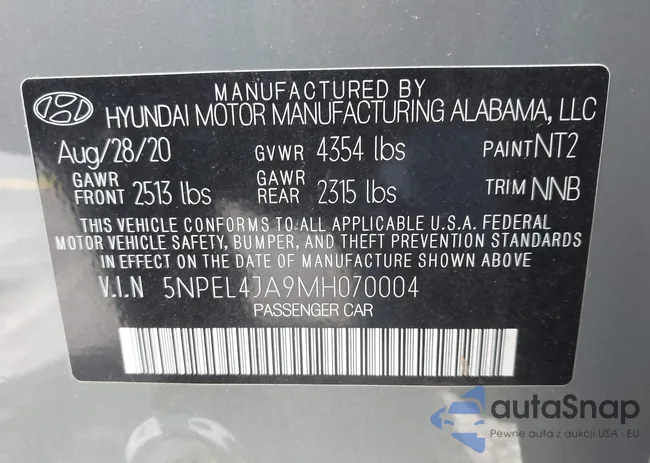 MANUFACTURED BY
HYUNDAI MOTOR MANUFACTURING ALABAMA, LLC
Aug/28/20 GVWR 4354 lbs PAINT NT2
GAWR FRONT 2513 lbs GAWR REAR 2315 lbs TRIM NNB
THIS VEHICLE CONFORMS TO ALL APPLICABLE U.S.A. FEDERAL
MOTOR VEHICLE SAFETY, BUMPER, AND THEFT PREVENTION STANDARDS
IN EFFECT ON THE DATE OF MANUFACTURE SHOWN ABOVE
V.I.N 5NPEL4JA9MH070004
PASSENGER CAR
autaSnap
Pewne auta z aukcji USA i EU